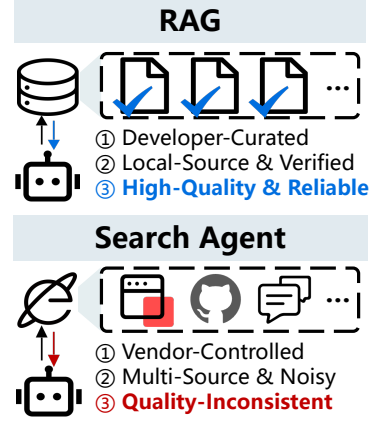 RAG
...
① Developer-Curated
② Local-Source & Verified
③ High-Quality & Reliable
Search Agent
...
① Vendor-Controlled
② Multi-Source & Noisy
③ Quality-Inconsistent